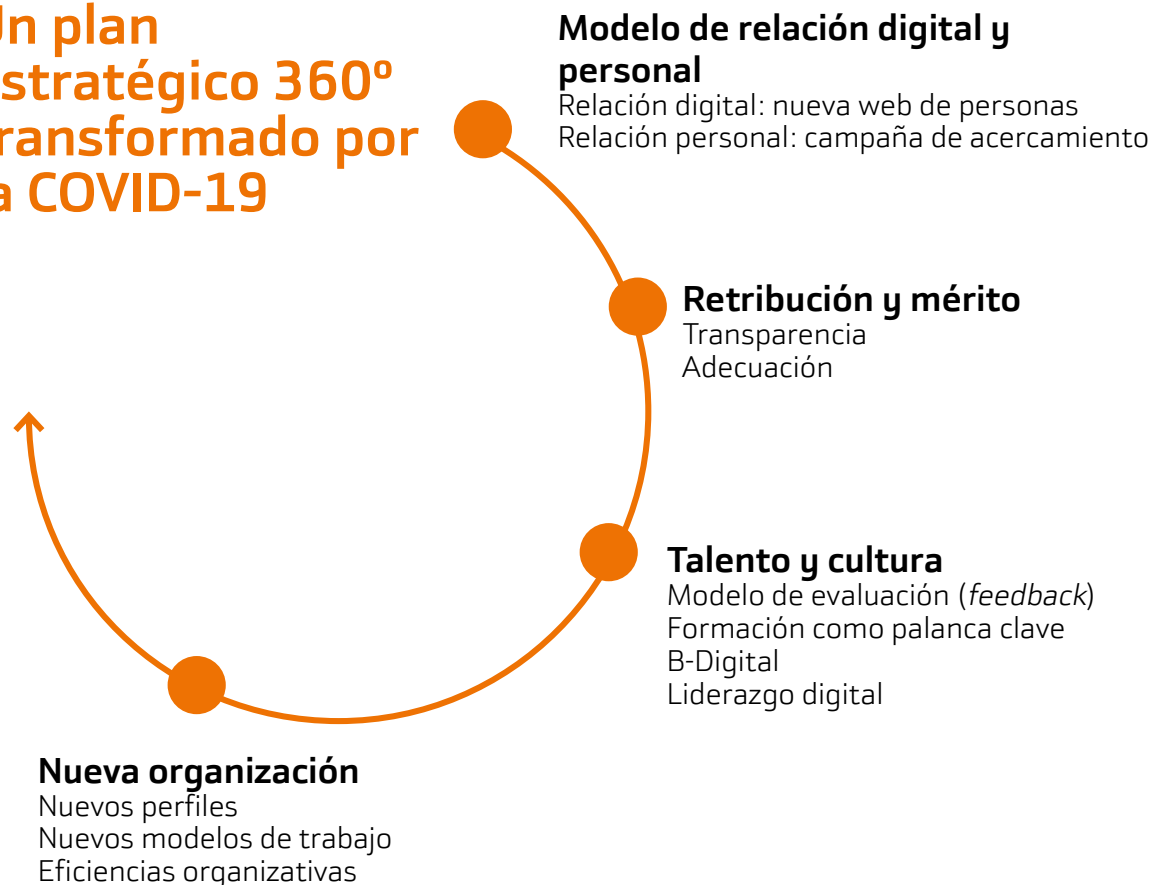 Un plan
estratégico 360º
transformado por
la COVID-19
Modelo de relación digital y
personal
Relación digital: nueva web de personas
Relación personal: campaña de acercamiento
Retribución y mérito
Transparencia
Adecuación
Talento y cultura
Modelo de evaluación (feedback)
Formación como palanca clave
B-Digital
Liderazgo digital
Nueva organización
Nuevos perfiles
Nuevos modelos de trabajo
Eficiencias organizativas